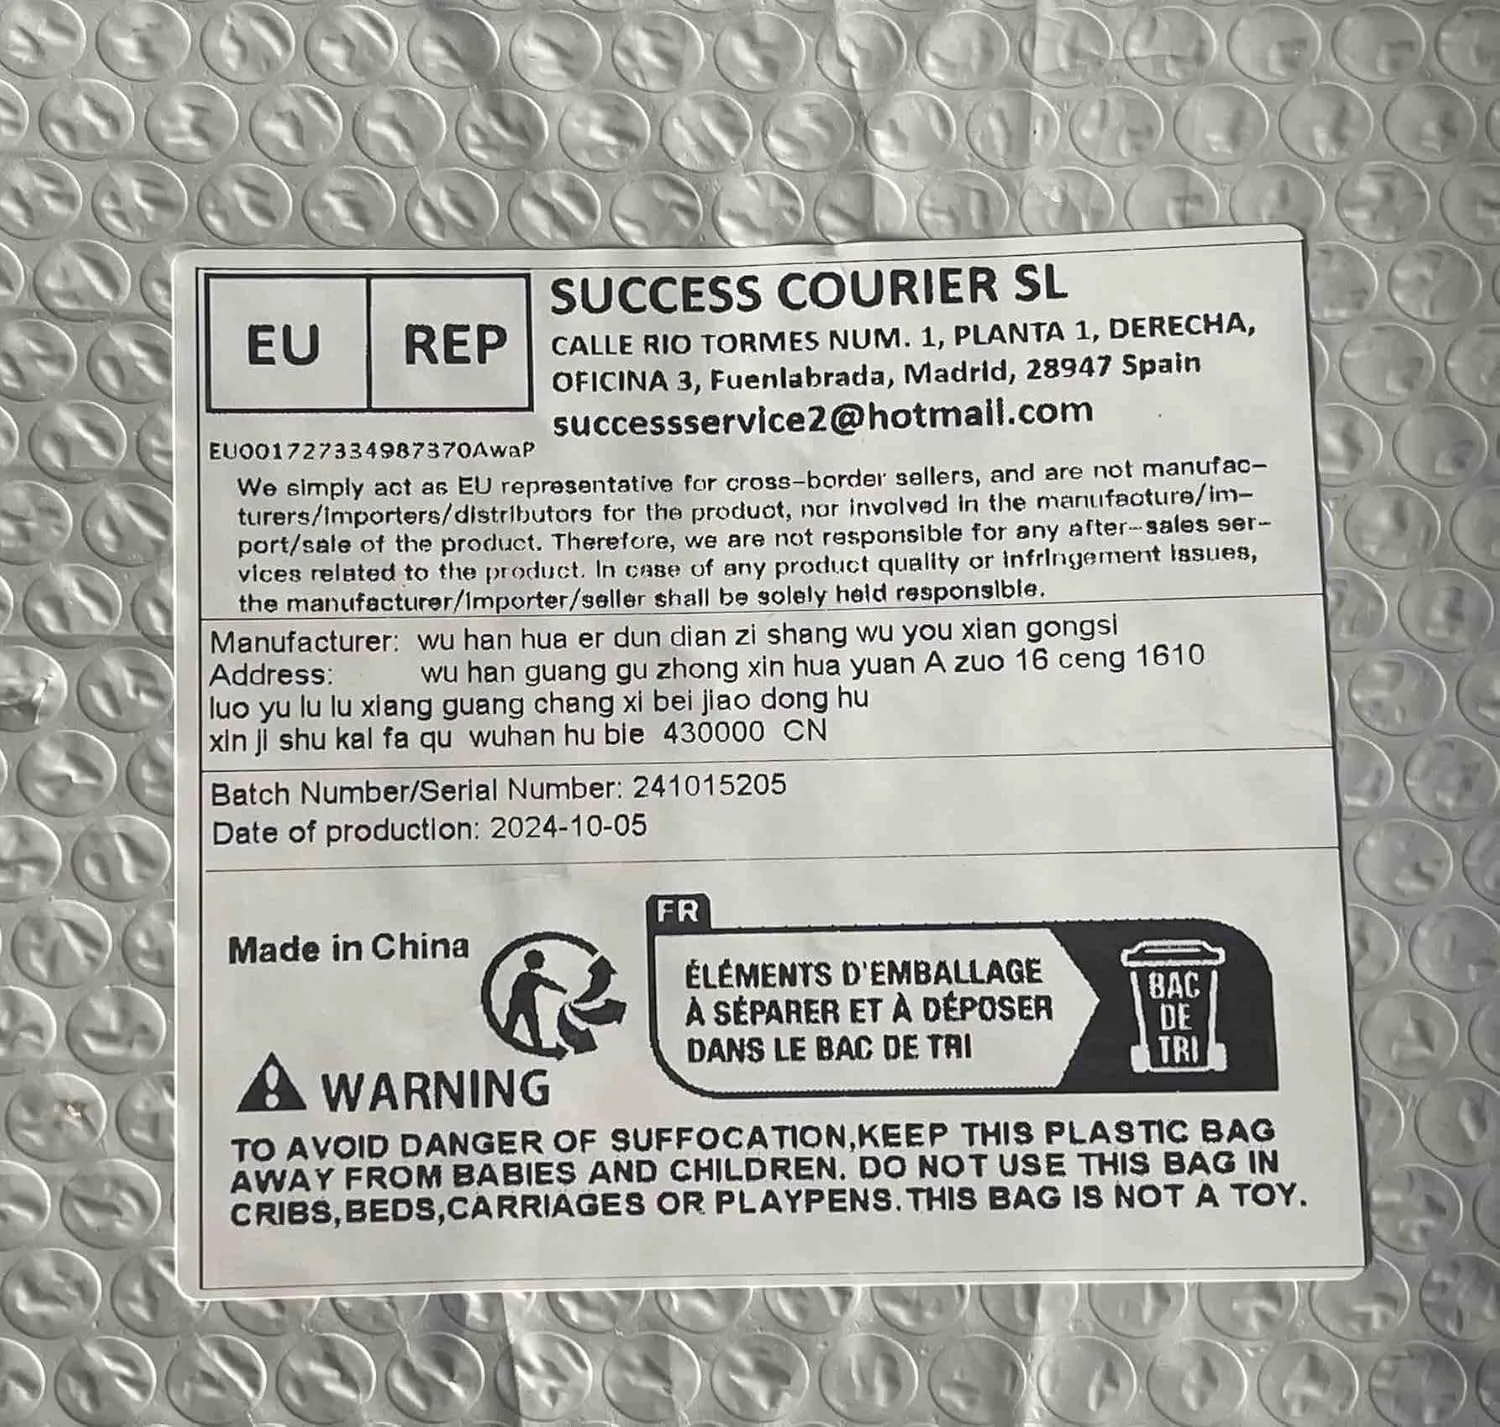 EU REP
SUCCESS COURIER SL
CALLE RIO TORMES NUM. 1, PLANTA 1, DERECHA,
OFICINA 3, Fuenlabrada, Madrid, 28947 Spain
successservice2@hotmail.com
EU001727334987370AwaP
We simply act as EU representative for cross-border sellers, and are not manufac-
turers/importers/distributors for the product, nor involved in the manufacture/im-
port/sale of the product. Therefore, we are not responsible for any after-sales ser-
vices related to the product. In case of any product quality or infringement issues,
the manufacturer/importer/seller shall be solely held responsible.
Manufacturer: wu han hua er dun dian zi shang wu you xian gongsi
Address: wu han guang gu zhong xin hua yuan A zuo 16 ceng 1610
luo yu lu lu xiang guang chang xi bei jiao dong hu
xin ji shu kai fa qu wuhan hu bie 430000 CN
Batch Number/Serial Number: 241015205
Date of production: 2024-10-05
Made in China
FR
ÉLÉMENTS D'EMBALLAGE
À SÉPARER ET À DÉPOSER
DANS LE BAC DE TRI
BAC
DE
TRI
WARNING
TO AVOID DANGER OF SUFFOCATION,KEEP THIS PLASTIC BAG
AWAY FROM BABIES AND CHILDREN. DO NOT USE THIS BAG IN
CRIBS,BEDS,CARRIAGES OR PLAYPENS.THIS BAG IS NOT A TOY.